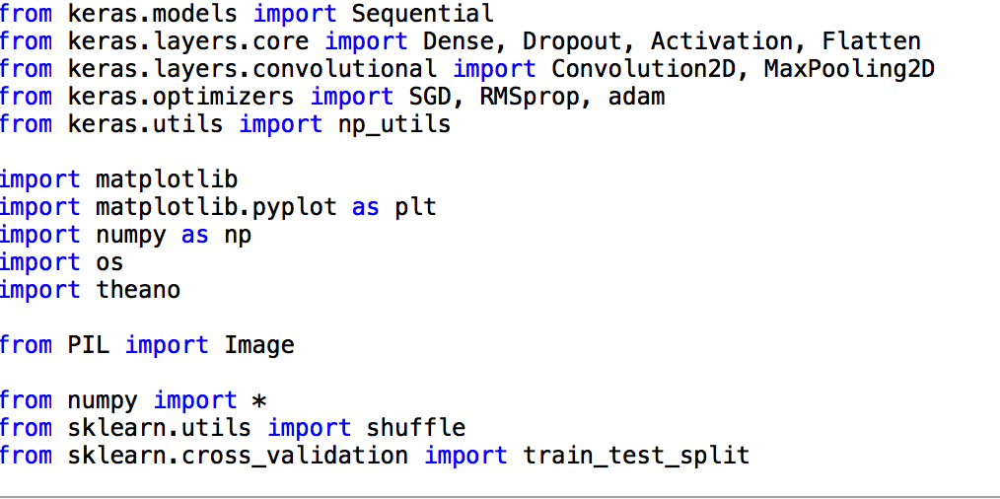 from keras.models import Sequential
from keras.layers.core import Dense, Dropout, Activation, Flatten
from keras.layers.convolutional import Convolution2D, MaxPooling2D
from keras.optimizers import SGD, RMSprop, adam
from keras.utils import np_utils
import matplotlib
import matplotlib.pyplot as plt
import numpy as np
import os
import theano
from PIL import Image
from numpy import *
from sklearn.utils import shuffle
from sklearn.cross_validation import train_test_split